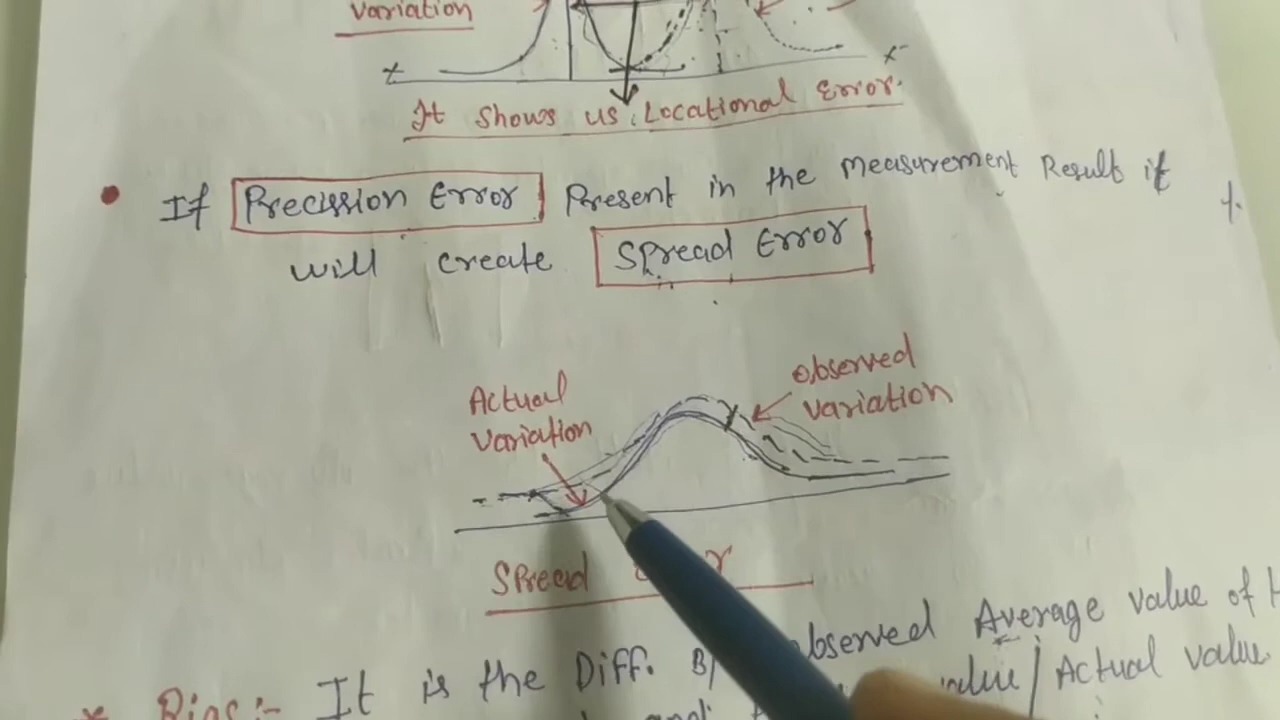 Variation
It shows us Locational Error.
If Precission Error Present in the Measurement Result it
will create Spread Error
Observed
Variation
Actual
Variation
Spread
Bias:- It is the Diff. observed Average value of
Actual value